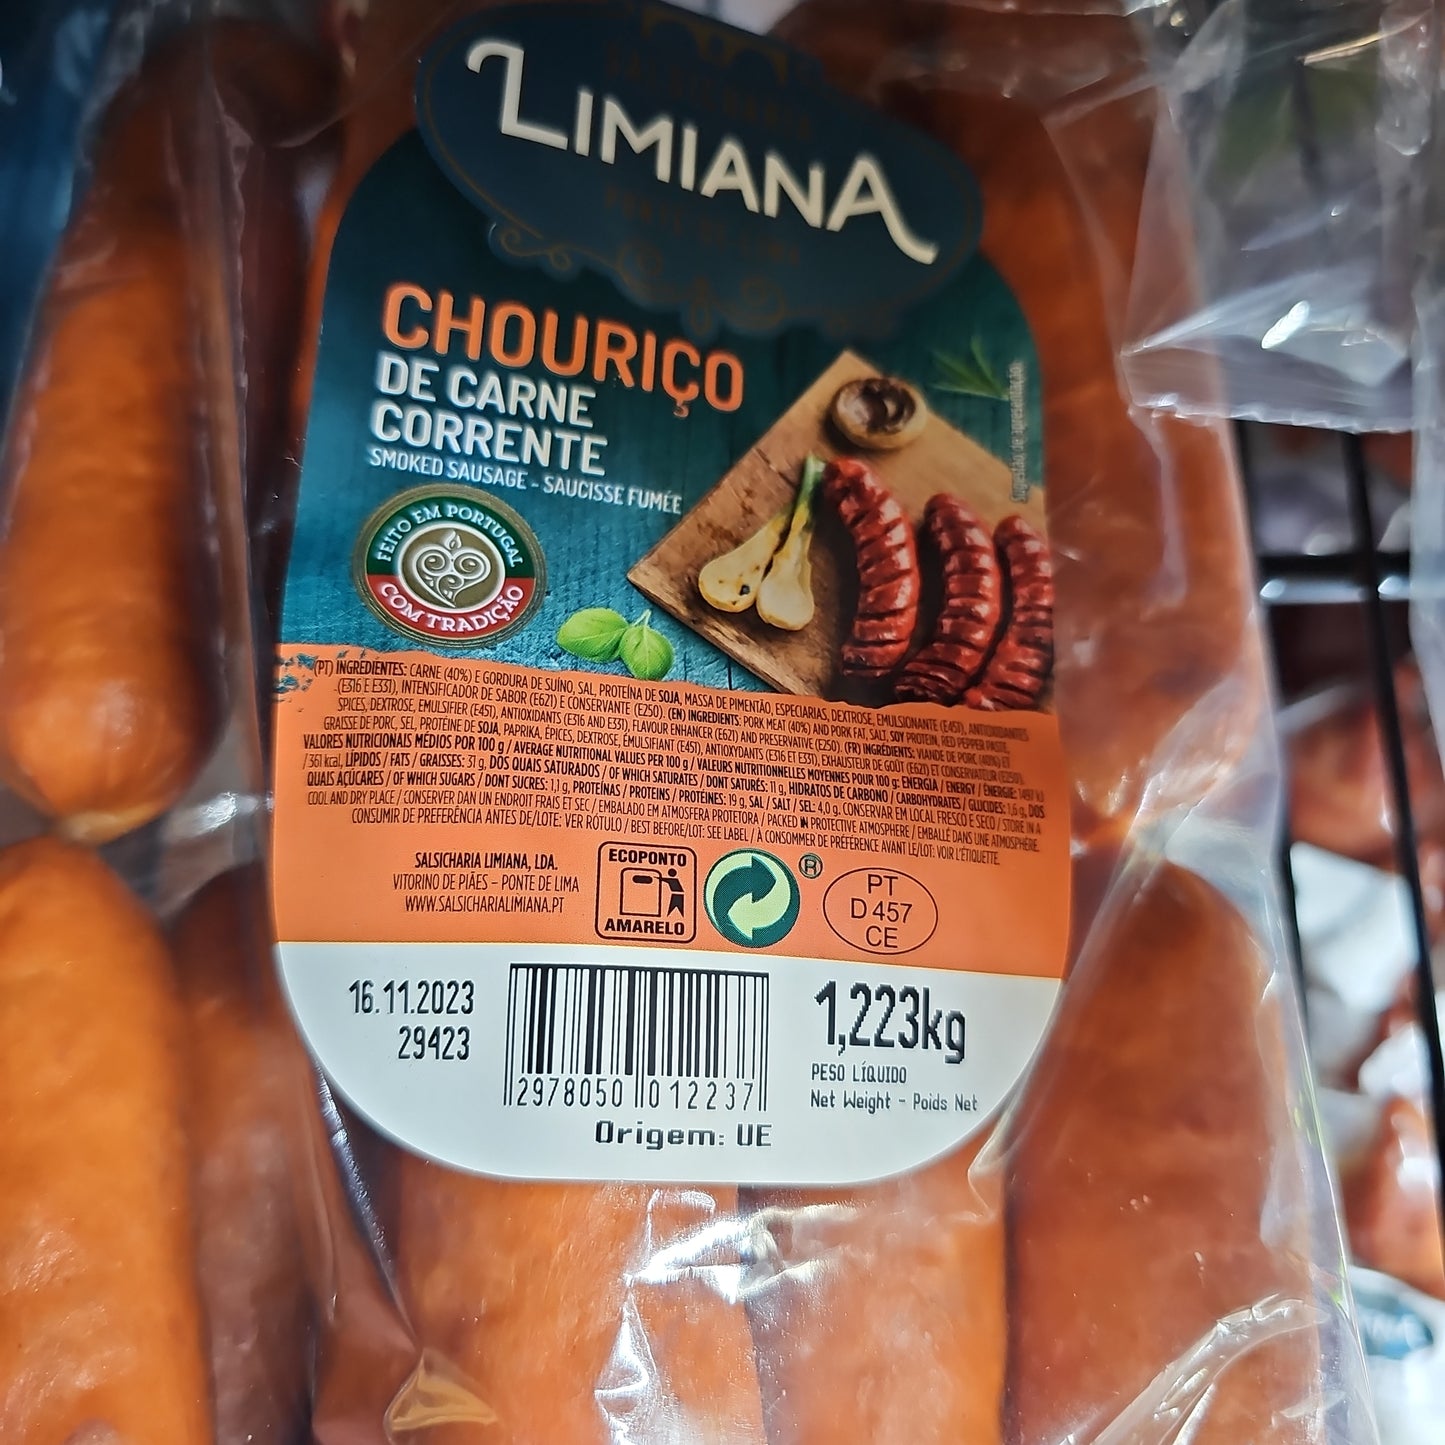 LIMIANA
CHOURIÇO
DE CARNE
CORRENTE
SMOKED SAUSAGE - SAUCISSE FUMÉE
FEITO EM PORTUGAL
COM TRADIÇÃO
(PT) INGREDIENTES: CARNE (40%) E GORDURA DE SUÍNO, SAL, PROTEÍNA DE SOJA, MASSA DE PIMENTÃO, ESPECIARIAS, DEXTROSE, EMULSIONANTE (E451), ANTIOXIDANTES
(E316 E E331), INTENSIFICADOR DE SABOR (E621) E CONSERVANTE (E250). (EN) INGREDIENTS: PORK MEAT (40%) AND PORK FAT, SALT, SOY PROTEIN, RED PEPPER PASTE,
SPICES, DEXTROSE, EMULSIFIER (E451), ANTIOXIDANTS (E316 AND E331), FLAVOUR ENHANCER (E621) AND PRESERVATIVE (E250). (FR) INGRÉDIENTS: VIANDE DE PORC (40%) ET
GRAISSE DE PORC, SEL, PROTÉINE DE SOJA, PAPRIKA, ÉPICES, DEXTROSE, ÉMULSIFIANT (E451), ANTIOXYDANTS (E316 ET E331), EXHAUSTEUR DE GOÛT (E621) ET CONSERVATEUR (E250).
VALORES NUTRICIONAIS MÉDIOS POR 100 g / AVERAGE NUTRITIONAL VALUES PER 100 g / VALEURS NUTRITIONNELLES MOYENNES POUR 100 g: ENERGIA / ENERGY / ÉNERGIE: 1497 kJ
/ 361 kcal, LÍPIDOS / FATS / GRAISSES: 31 g, DOS QUAIS SATURADOS / OF WHICH SATURATES / DONT SATURÉS: 11 g, HIDRATOS DE CARBONO / CARBOHYDRATES / GLUCIDES: 1,6 g, DOS
QUAIS AÇÚCARES / OF WHICH SUGARS / DONT SUCRES: 1,1 g, PROTEÍNAS / PROTEINS / PROTÉINES: 19 g, SAL / SALT / SEL: 4,0 g. CONSERVAR EM LOCAL FRESCO E SECO / STORE IN A
COOL AND DRY PLACE / CONSERVER DAN UN ENDROIT FRAIS ET SEC / EMBALADO EM ATMOSFERA PROTETORA / PACKED IN PROTECTIVE ATMOSPHERE / EMBALLÉ DANS UNE ATMOSPHÈRE.
CONSUMIR DE PREFERÊNCIA ANTES DE/LOTE: VER RÓTULO / BEST BEFORE/LOT: SEE LABEL / À CONSOMMER DE PRÉFÉRENCE AVANT LE/LOT: VOIR L'ÉTIQUETTE.
SALSICHARIA LIMIANA, LDA.
VITORINO DE PIÃES - PONTE DE LIMA
WWW.SALSICHARIALIMIANA.PT
ECOPONTO
AMARELO
®
PT
D 457
CE
16.11.2023
29423
2978050 012237
Origem: UE
1,223kg
PESO LÍQUIDO
Net Weight - Poids Net